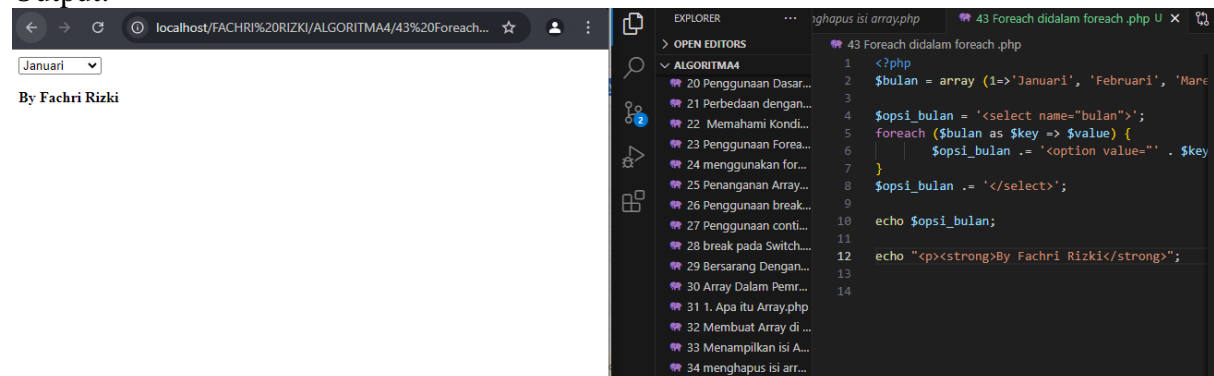 Output:
localhost/FACHRI%20RIZKI/ALGORITMA4/43%20Foreach...
Januari
By Fachri Rizki
EXPLORER
OPEN EDITORS
ALGORITMA4
20 Penggunaan Dasar...
21 Perbedaan dengan...
22 Memahami Kondi...
23 Penggunaan Forea...
24 menggunakan for...
25 Penanganan Array...
26 Penggunaan break...
27 Penggunaan conti...
28 break pada Switch....
29 Bersarang Dengan...
30 Array Dalam Pemr...
31 1. Apa itu Array.php
32 Membuat Array di ...
33 Menampilkan isi A...
34 menghapus isi arr...
2
nghapus isi array.php
43 Foreach didalam foreach .php U
43 Foreach didalam foreach .php
1 <?php
2 $bulan = array (1=>'Januari', 'Februari', 'Mare
3
4 $opsi_bulan = '<select name="bulan">';
5 foreach ($bulan as $key => $value) {
6 $opsi_bulan .= '<option value="' . $key
7 }
8 $opsi_bulan .= '</select>';
9
10 echo $opsi_bulan;
11
12 echo "<p><strong>By Fachri Rizki</strong>";
13
14